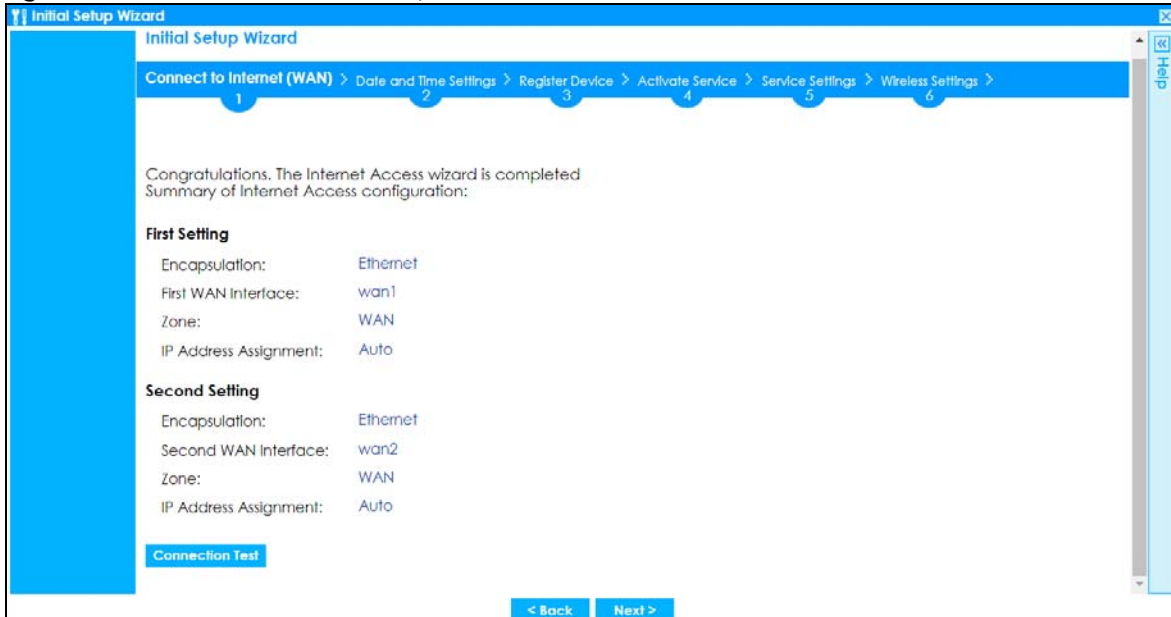 Initial Setup Wizard
Initial Setup Wizard
Help
Connect to Internet (WAN) > Date and Time Settings > Register Device > Activate Service > Service Settings > Wireless Settings >
1 2 3 4 5 6
Congratulations. The Internet Access wizard is completed
Summary of Internet Access configuration:
First Setting
Encapsulation: Ethernet
First WAN Interface: wan1
Zone: WAN
IP Address Assignment: Auto
Second Setting
Encapsulation: Ethernet
Second WAN Interface: wan2
Zone: WAN
IP Address Assignment: Auto
Connection Test
< Back Next >